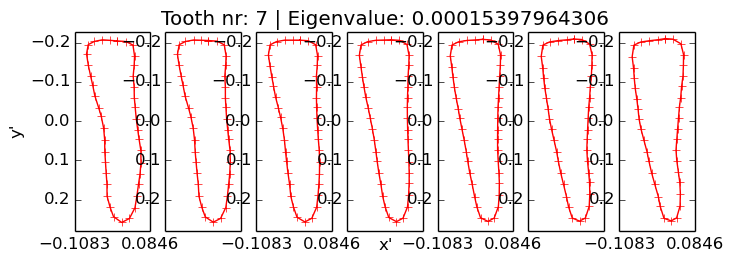 Tooth nr: 7 | Eigenvalue: 0.00015397964306
−0.2 −0.2 −0.2 −0.2 −0.2 −0.2 −0.2
−0.1 −0.1 −0.1 −0.1 −0.1 −0.1 −0.1
y'
0.0 0.0 0.0 0.0 0.0 0.0 0.0
0.1 0.1 0.1 0.1 0.1 0.1 0.1
0.2 0.2 0.2 0.2 0.2 0.2 0.2
−0.1083 0.0846 −0.1083 0.0846 −0.1083 0.0846 −0.1083 0.0846
x'